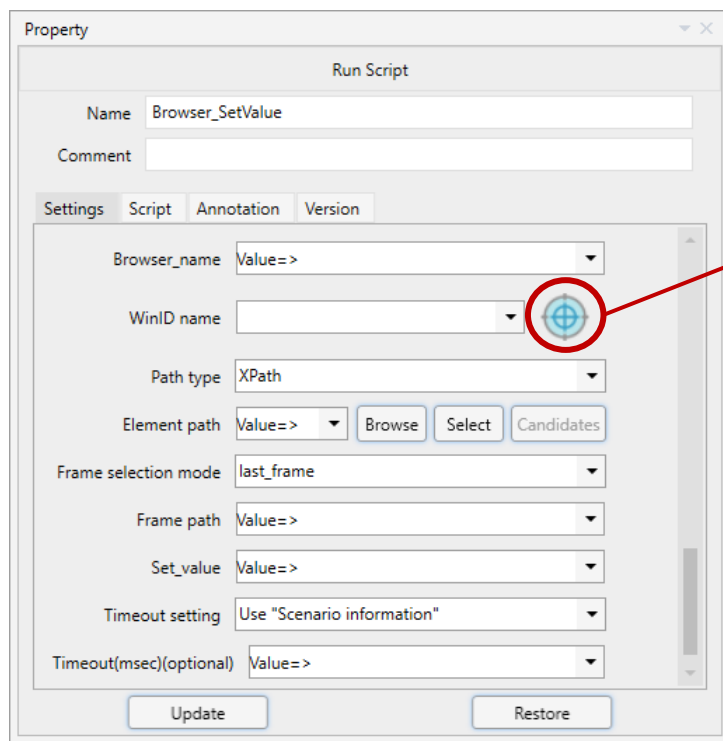 Property
Run Script
Name Browser_SetValue
Comment
Settings Script Annotation Version
Browser_name Value=>
WinID name
Path type XPath
Element path Value=> Browse Select Candidates
Frame selection mode last_frame
Frame path Value=>
Set_value Value=>
Timeout setting Use "Scenario information"
Timeout(msec)(optional) Value=>
Update Restore